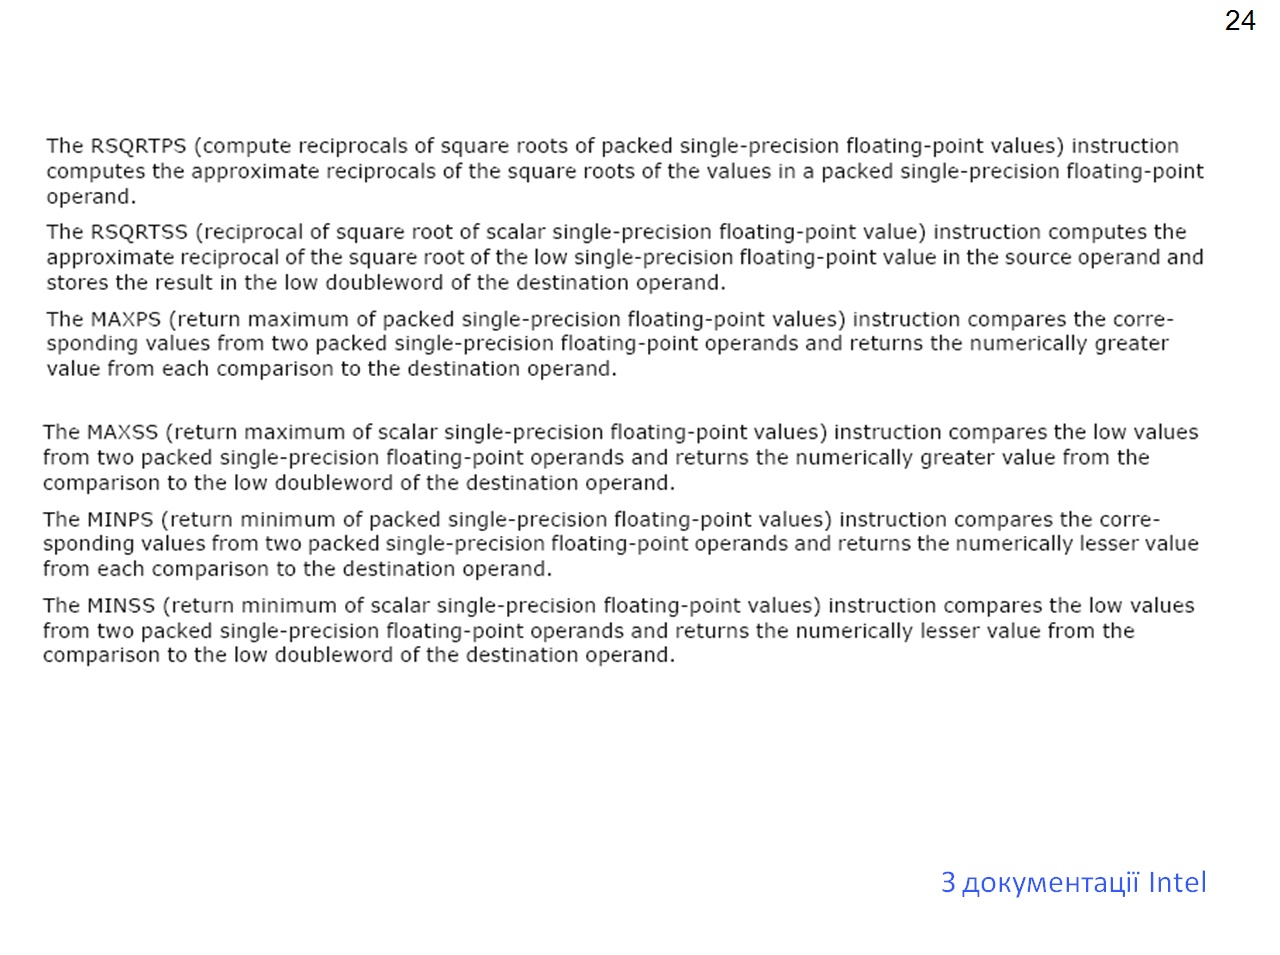 24
The RSQRTPS (compute reciprocals of square roots of packed single-precision floating-point values) instruction
computes the approximate reciprocals of the square roots of the values in a packed single-precision floating-point
operand.
The RSQRTSS (reciprocal of square root of scalar single-precision floating-point value) instruction computes the
approximate reciprocal of the square root of the low single-precision floating-point value in the source operand and
stores the result in the low doubleword of the destination operand.
The MAXPS (return maximum of packed single-precision floating-point values) instruction compares the corre-
sponding values from two packed single-precision floating-point operands and returns the numerically greater
value from each comparison to the destination operand.
The MAXSS (return maximum of scalar single-precision floating-point values) instruction compares the low values
from two packed single-precision floating-point operands and returns the numerically greater value from the
comparison to the low doubleword of the destination operand.
The MINPS (return minimum of packed single-precision floating-point values) instruction compares the corre-
sponding values from two packed single-precision floating-point operands and returns the numerically lesser value
from each comparison to the destination operand.
The MINSS (return minimum of scalar single-precision floating-point values) instruction compares the low values
from two packed single-precision floating-point operands and returns the numerically lesser value from the
comparison to the low doubleword of the destination operand.
З документації Intel